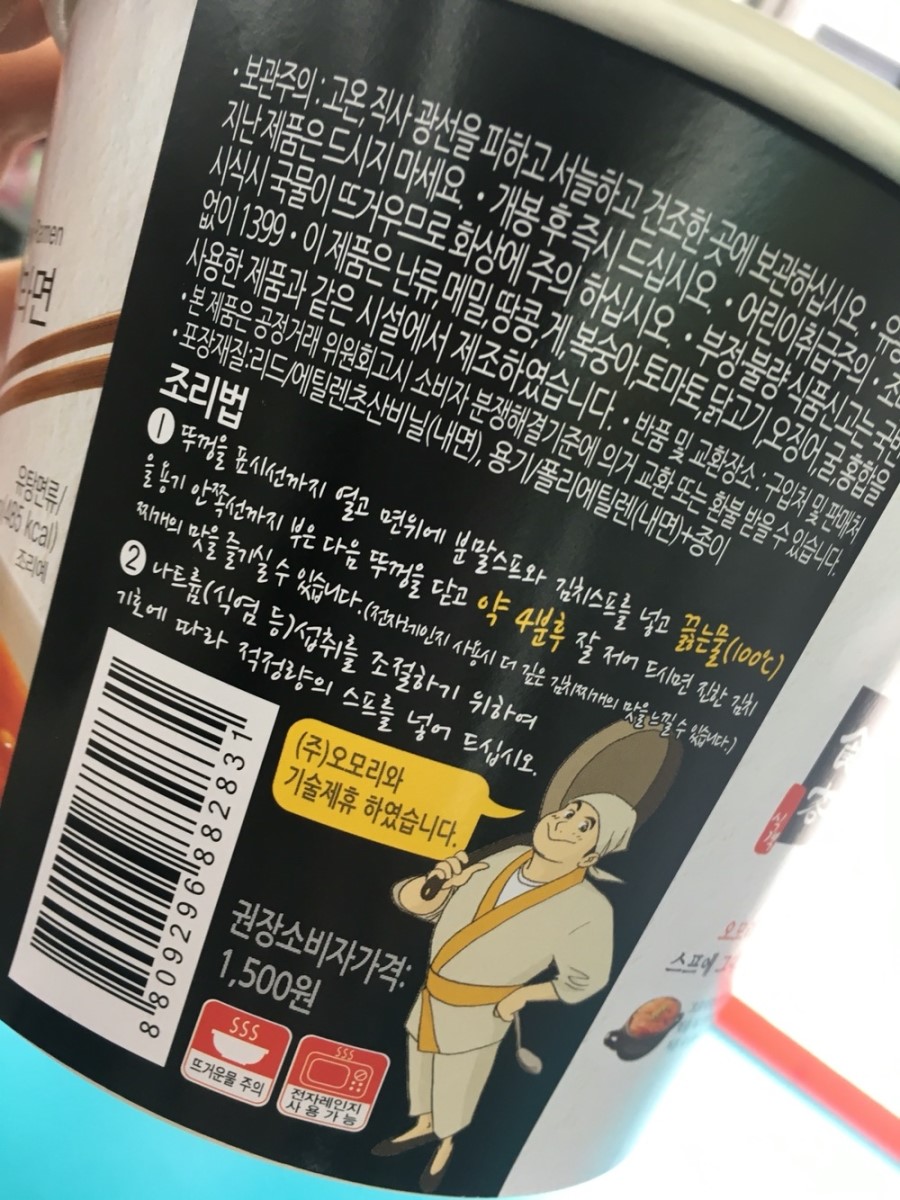 · 보관주의 : 고온, 직사 광선을 피하고 서늘하고 건조한 곳에 보관하십시오 ·
지난 제품은 드시지 마세요 · 개봉 후 즉시 드십시오 · 어린이취급주의 ·
시식시 국물이 뜨거우므로 화상에 주의 하십시오 · 부정·불량 식품신고는
없이 1399 · 이 제품은 난류,메밀,땅콩,게,복숭아,토마토,닭고기,오징어,굴,홍합을
사용한 제품과 같은 시설에서 제조하였습니다. · 반품 및 교환장소 : 구입처 및 판매처
· 본 제품은 공정거래 위원회고시 소비자 분쟁해결기준에 의거 교환 또는 환불 받을 수 있습니다.
· 포장재질:리드/에틸렌초산비닐(내면), 용기/폴리에틸렌(내면)+종이
조리법
1 뚜껑을 표시선까지 열고 면위에 분말스프와 김치스프를 넣고 끓는물(100℃)
을 용기 안쪽선까지 부은 다음 뚜껑을 닫고 약 4분후 잘 저어 드시면 진한 김치
찌개의 맛을 즐기실 수 있습니다.(전자레인지 사용시 더 깊은 김치찌개의 맛을 느낄 수 있습니다.)
2 나트륨(식염 등)섭취를 조절하기 위하여
기호에 따라 적정량의 스프를 넣어 드십시오.
(주)오모리와
기술제휴 하였습니다.
8 809296 882831
권장소비자가격:
1,500원
뜨거운물 주의
전자레인지
사용가능
Ramen
라면
유탕면류/
485 kcal)
조리예
스프에